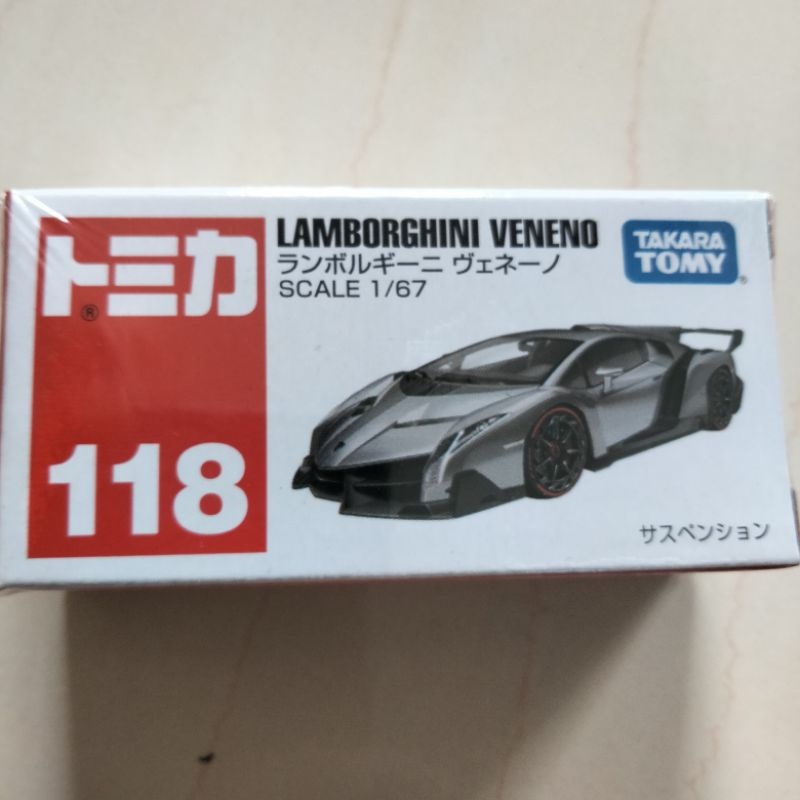 トミカ®
118
LAMBORGHINI VENENO
ランボルギーニ ヴェネーノ
SCALE 1/67
TAKARA
TOMY®
サスペンション